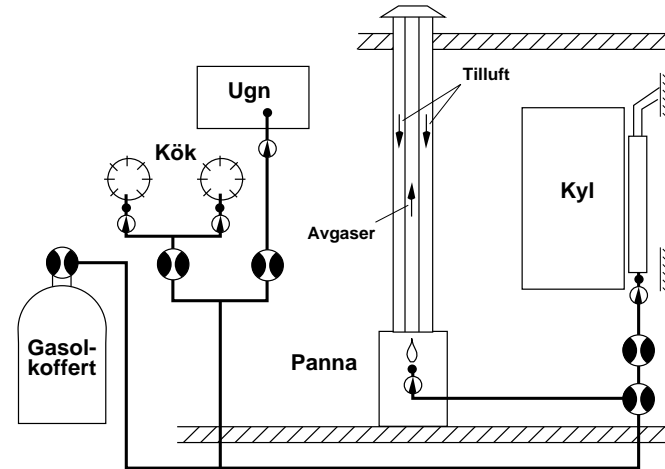 Tilluft
Ugn
Kök
Kyl
Avgaser
Gasol-
koffert
Panna